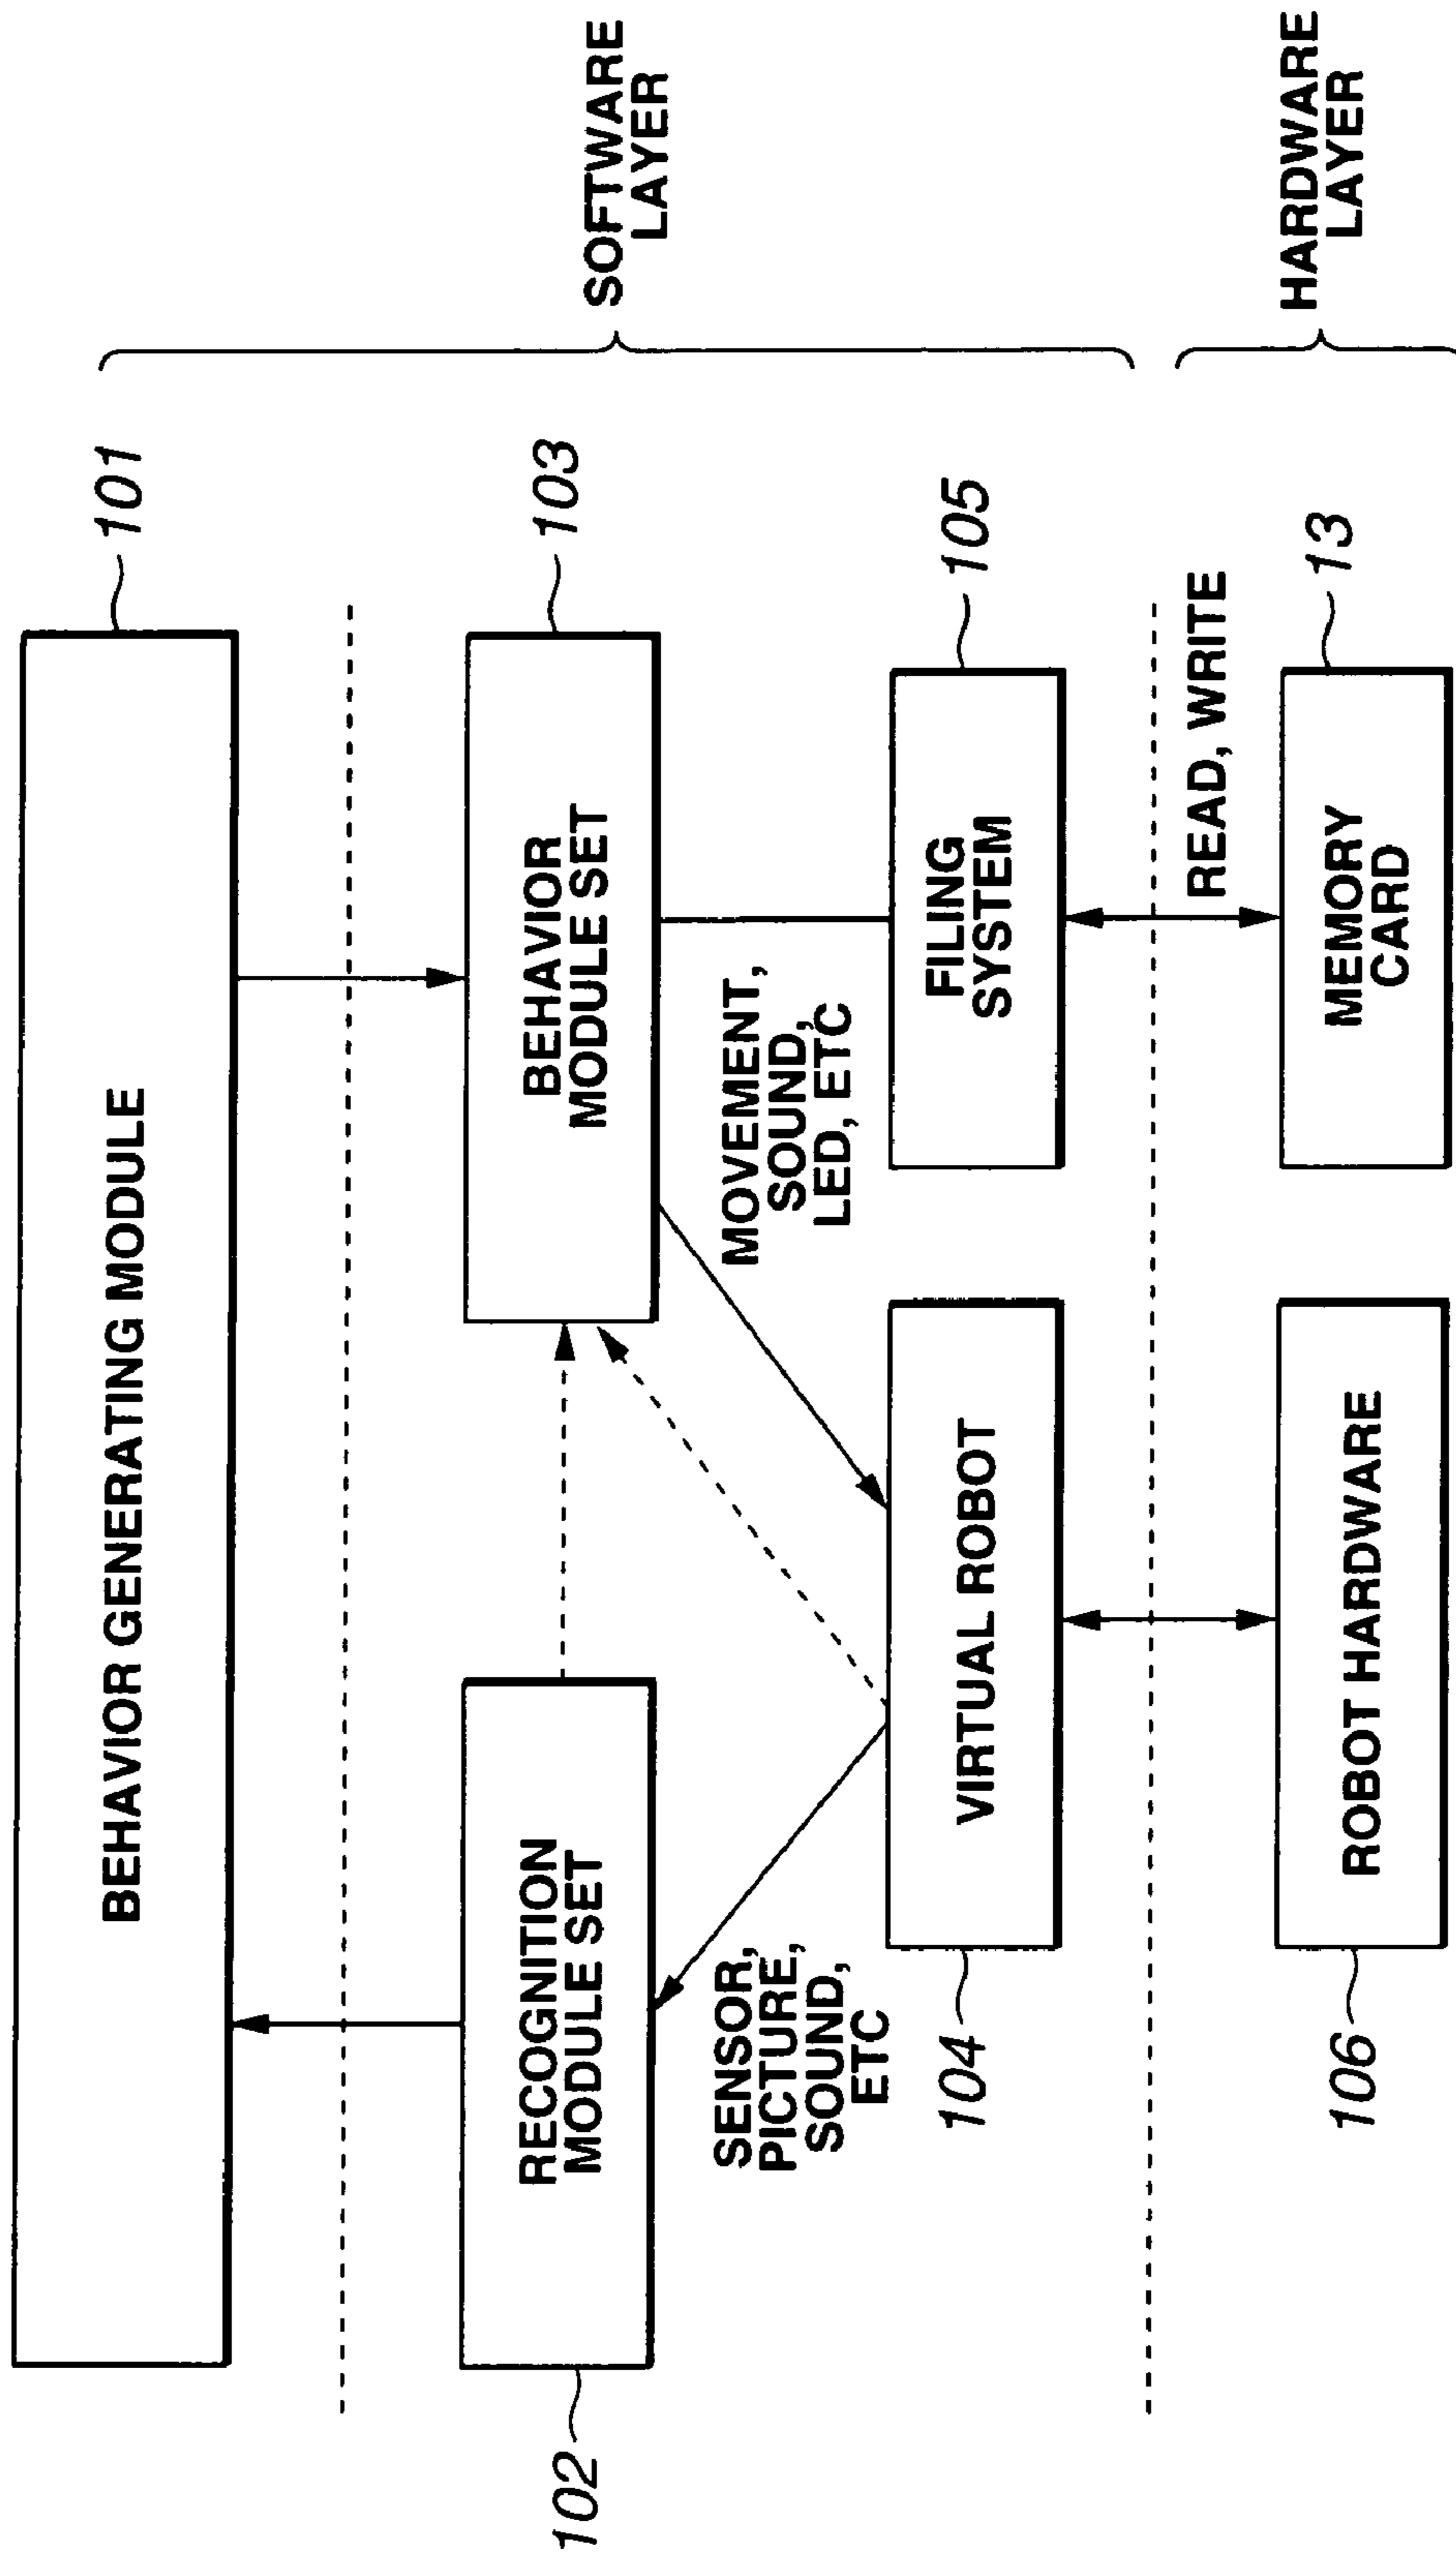 101
BEHAVIOR GENERATING MODULE
SOFTWARE
LAYER
102
RECOGNITION
MODULE SET
103
BEHAVIOR
MODULE SET
SENSOR,
PICTURE,
SOUND,
ETC
MOVEMENT,
SOUND,
LED, ETC
104
VIRTUAL ROBOT
105
FILING
SYSTEM
READ, WRITE
106
ROBOT HARDWARE
13
MEMORY
CARD
HARDWARE
LAYER